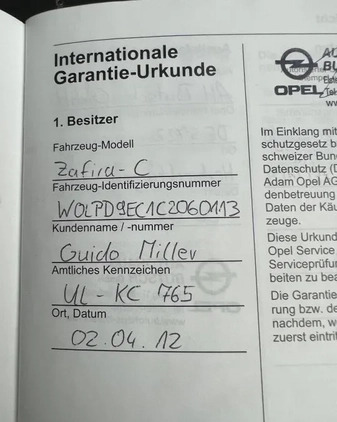 Internationale
Garantie-Urkunde
1. Besitzer
Fahrzeug-Modell
Zafira-C
Fahrzeug-Identifizierungsnummer
W0LPD9EC1C2060113
Kundenname / -nummer
Guido Miller
Amtliches Kennzeichen
UL-KC 765
Ort, Datum
02.04.12
OPEL
Im Einklang mit
schutzgesetz b
schweizer Bun
Datenschutz (D
Adam Opel AG
denbetreuung
Daten der Käu
zeuge.
Diese Urkund
Opel Service
Serviceprüfun
beiten zu bea
Die Garantie
rung bzw. de
nachdem, w
zuerst eintrit